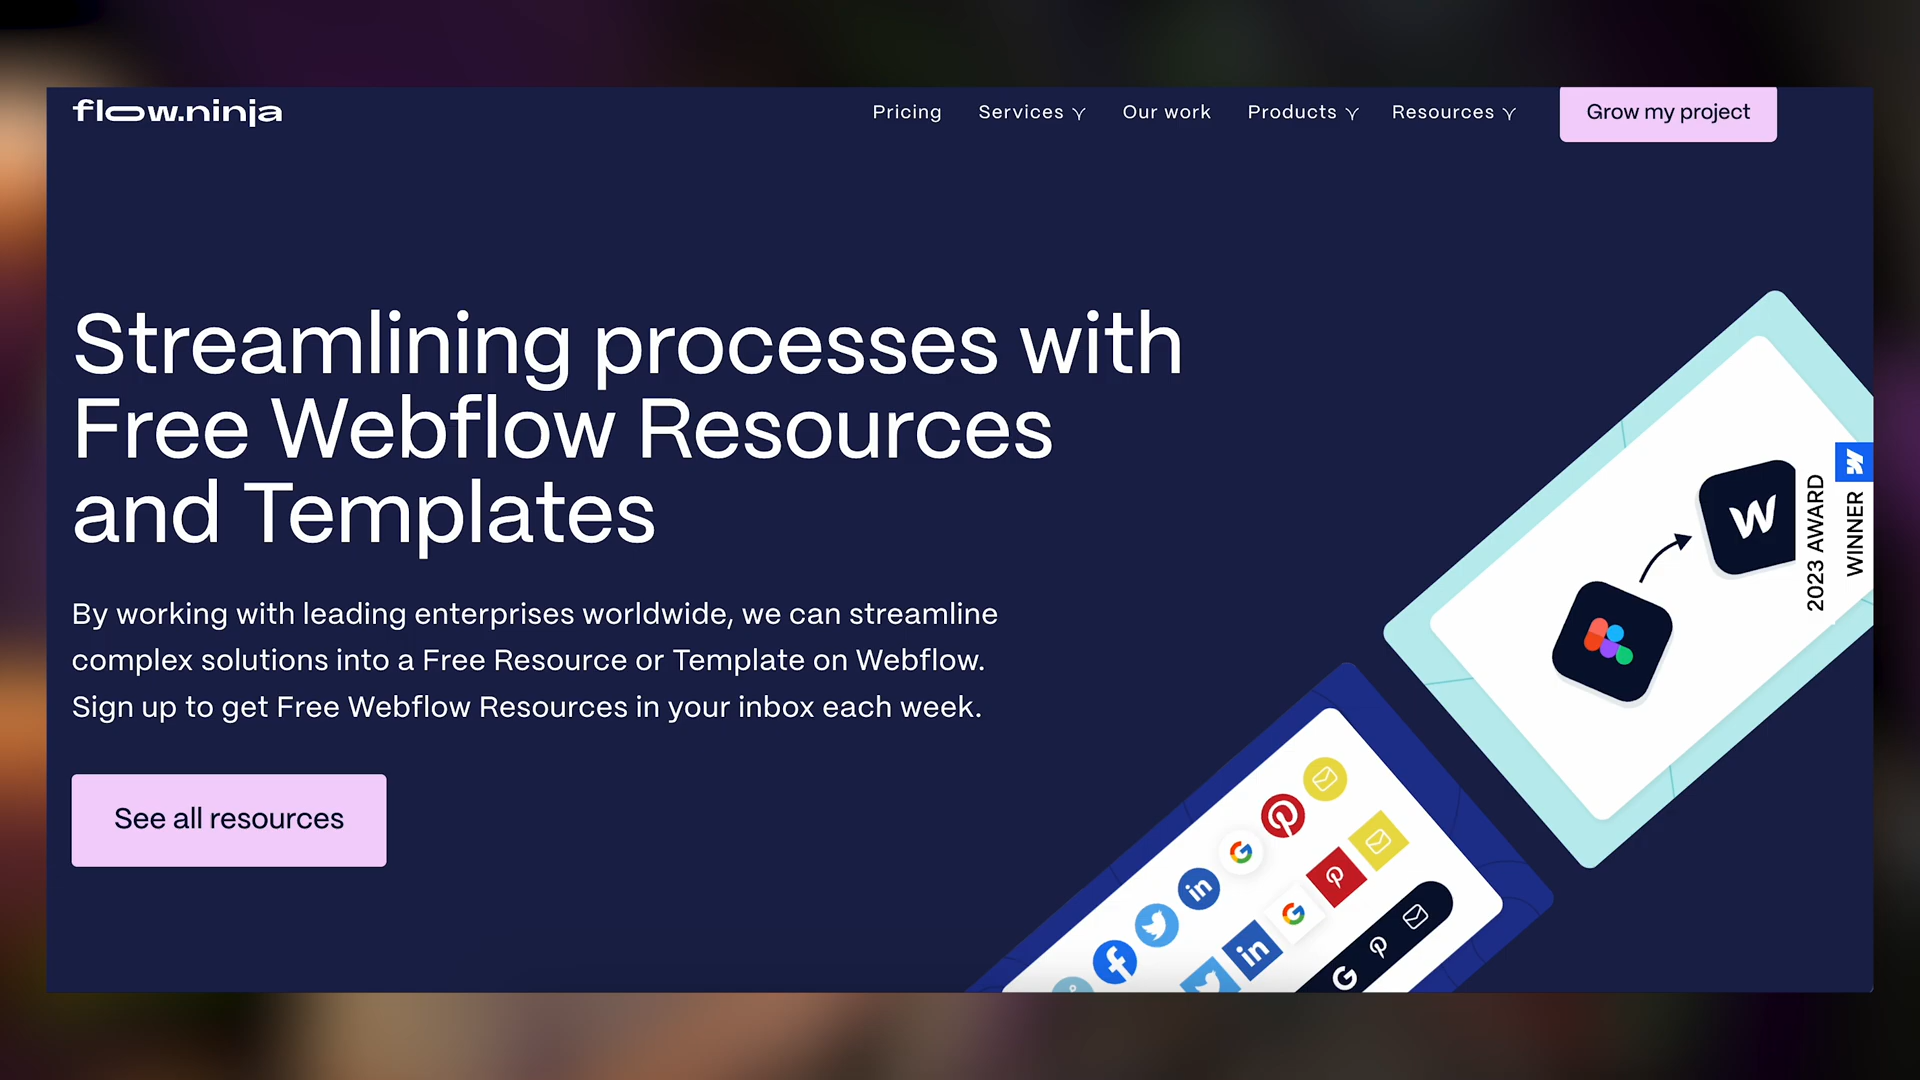 flow.ninja
Pricing
Services
Our work
Products
Resources
Grow my project
Streamlining processes with
Free Webflow Resources
and Templates
By working with leading enterprises worldwide, we can streamline
complex solutions into a Free Resource or Template on Webflow.
Sign up to get Free Webflow Resources in your inbox each week.
See all resources
2023 AWARD
WINNER